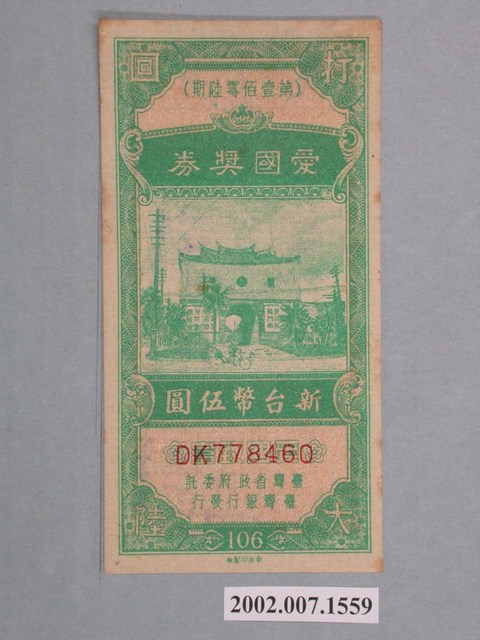 行 回
(第壹佰零陸期)
愛國獎券
新台幣伍圓
DK778460
臺灣省政府委託
臺灣銀行發行
大 陸
106
2002.007.1559